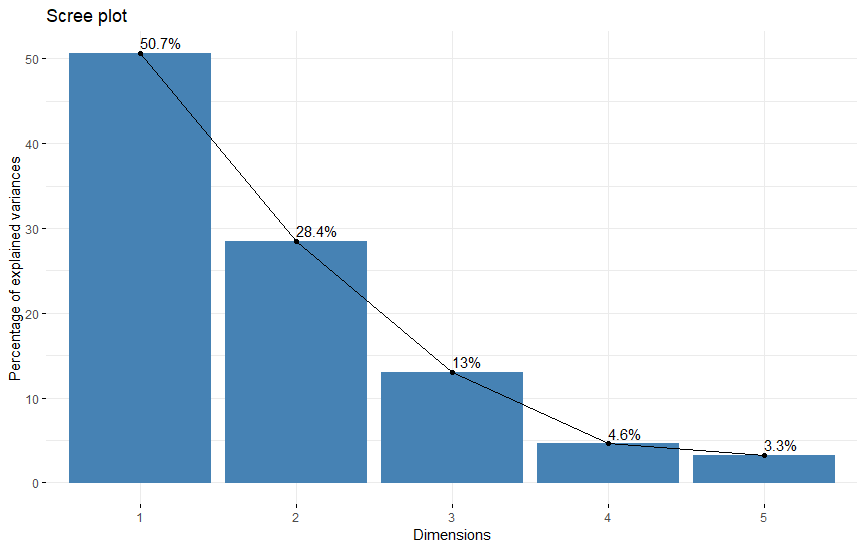 Scree plot
50.7%
28.4%
13%
4.6%
3.3%
50
40
30
20
10
0
Percentage of explained variances
1 2 3 4 5
Dimensions